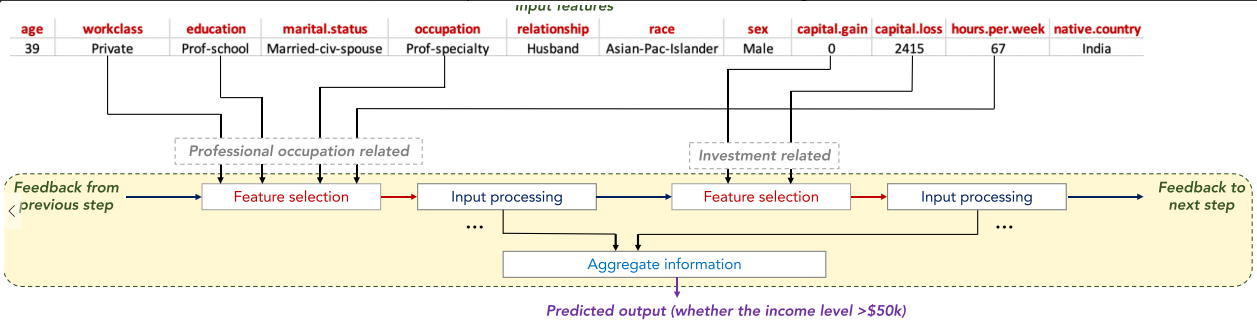 Input features
age workclass education marital.status occupation relationship race sex capital.gain capital.loss hours.per.week native.country
39 Private Prof-school Married-civ-spouse Prof-specialty Husband Asian-Pac-Islander Male 0 2415 67 India
Professional occupation related
Investment related
Feedback from
previous step
Feature selection
Input processing
Feature selection
Input processing
Feedback to
next step
...
...
Aggregate information
Predicted output (whether the income level >$50k)